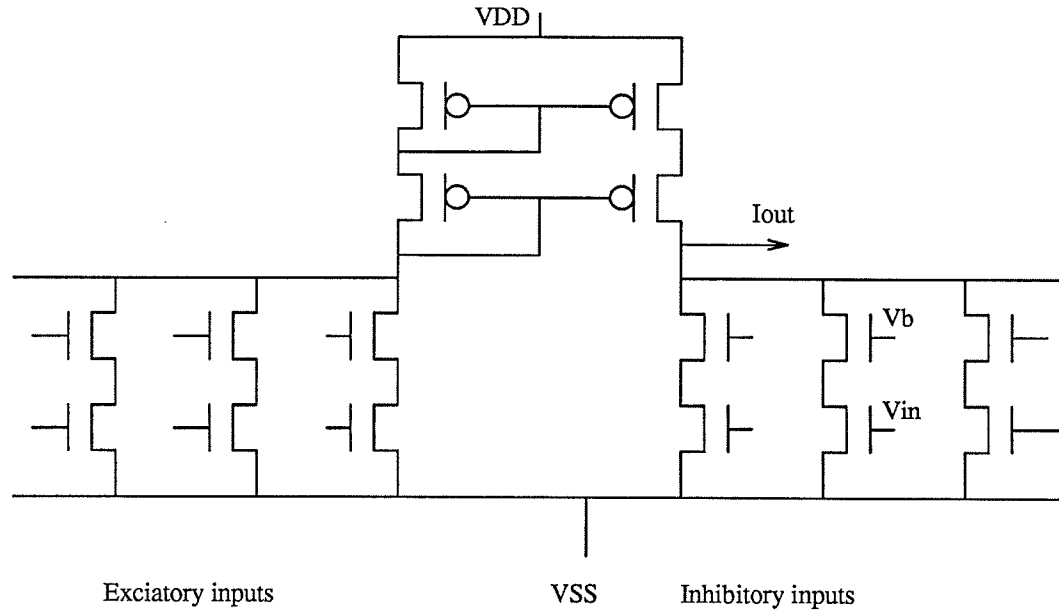 VDD
Iout
Vb
Vin
Exciatory inputs
VSS
Inhibitory inputs